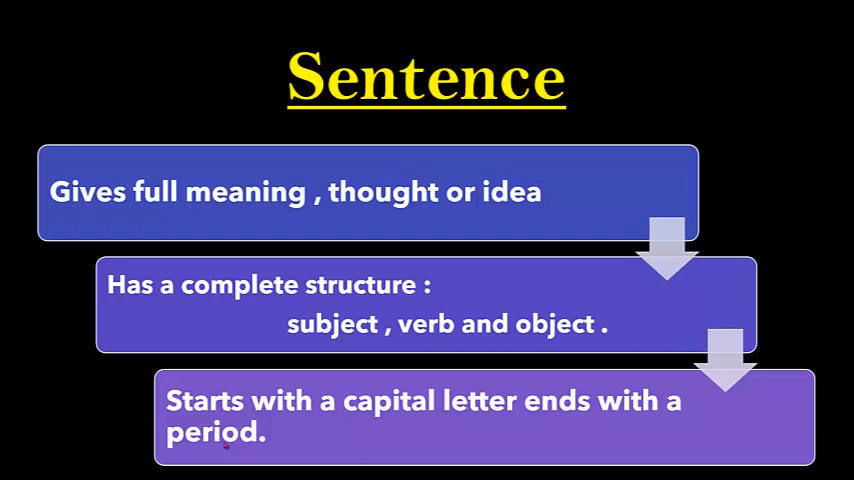 Sentence
Gives full meaning , thought or idea
Has a complete structure :
subject , verb and object .
Starts with a capital letter ends with a
period.